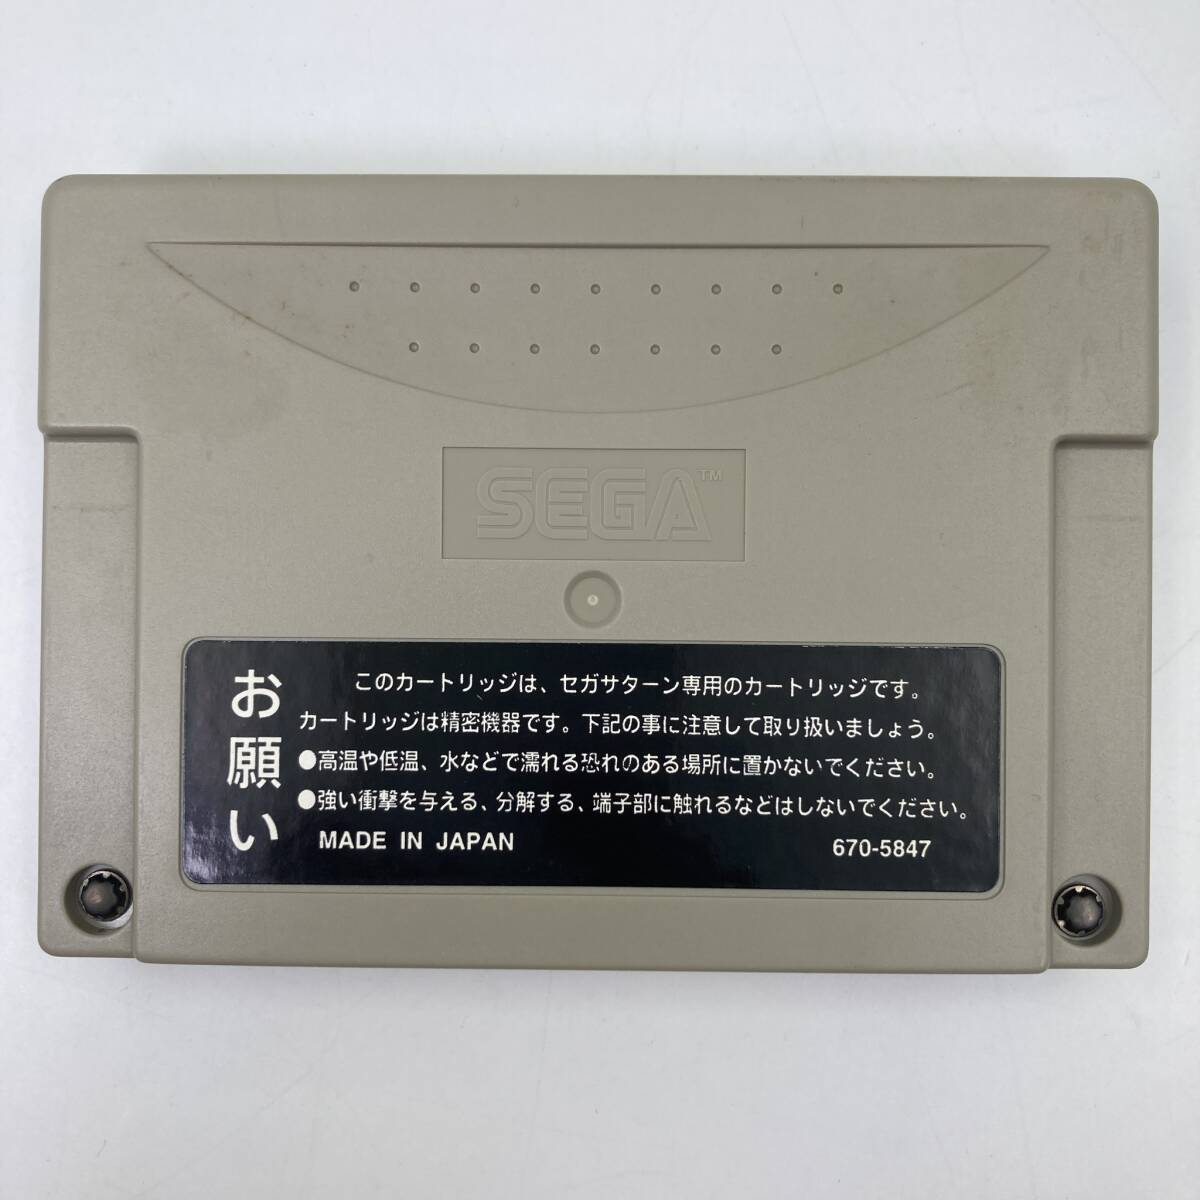 SEGA™
お願い
このカートリッジは、セガサターン専用のカートリッジです。
カートリッジは精密機器です。下記の事に注意して取り扱いましょう。
●高温や低温、水などで濡れる恐れのある場所に置かないでください。
●強い衝撃を与える、分解する、端子部に触れるなどはしないでください。
MADE IN JAPAN 670-5847